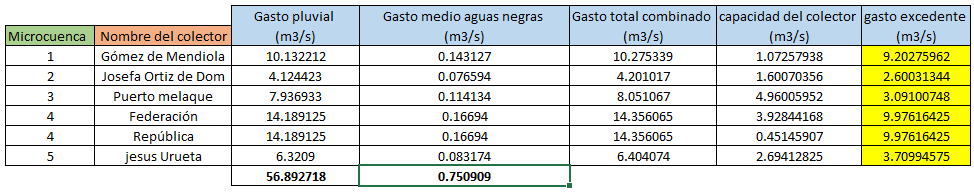 Gasto pluvial Gasto medio aguas negras Gasto total combinado capacidad del colector gasto excedente
Microcuenca Nombre del colector (m3/s) (m3/s) (m3/s) (m3/s) (m3/s)
1 Gómez de Mendiola 10.132212 0.143127 10.275339 1.07257938 9.20275962
2 Josefa Ortiz de Dom 4.124423 0.076594 4.201017 1.60070356 2.60031344
3 Puerto melaque 7.936933 0.114134 8.051067 4.96005952 3.09100748
4 Federación 14.189125 0.16694 14.356065 3.92844168 9.97616425
4 República 14.189125 0.16694 14.356065 0.45145907 9.97616425
5 jesus Urueta 6.3209 0.083174 6.404074 2.69412825 3.70994575
56.892718 0.750909